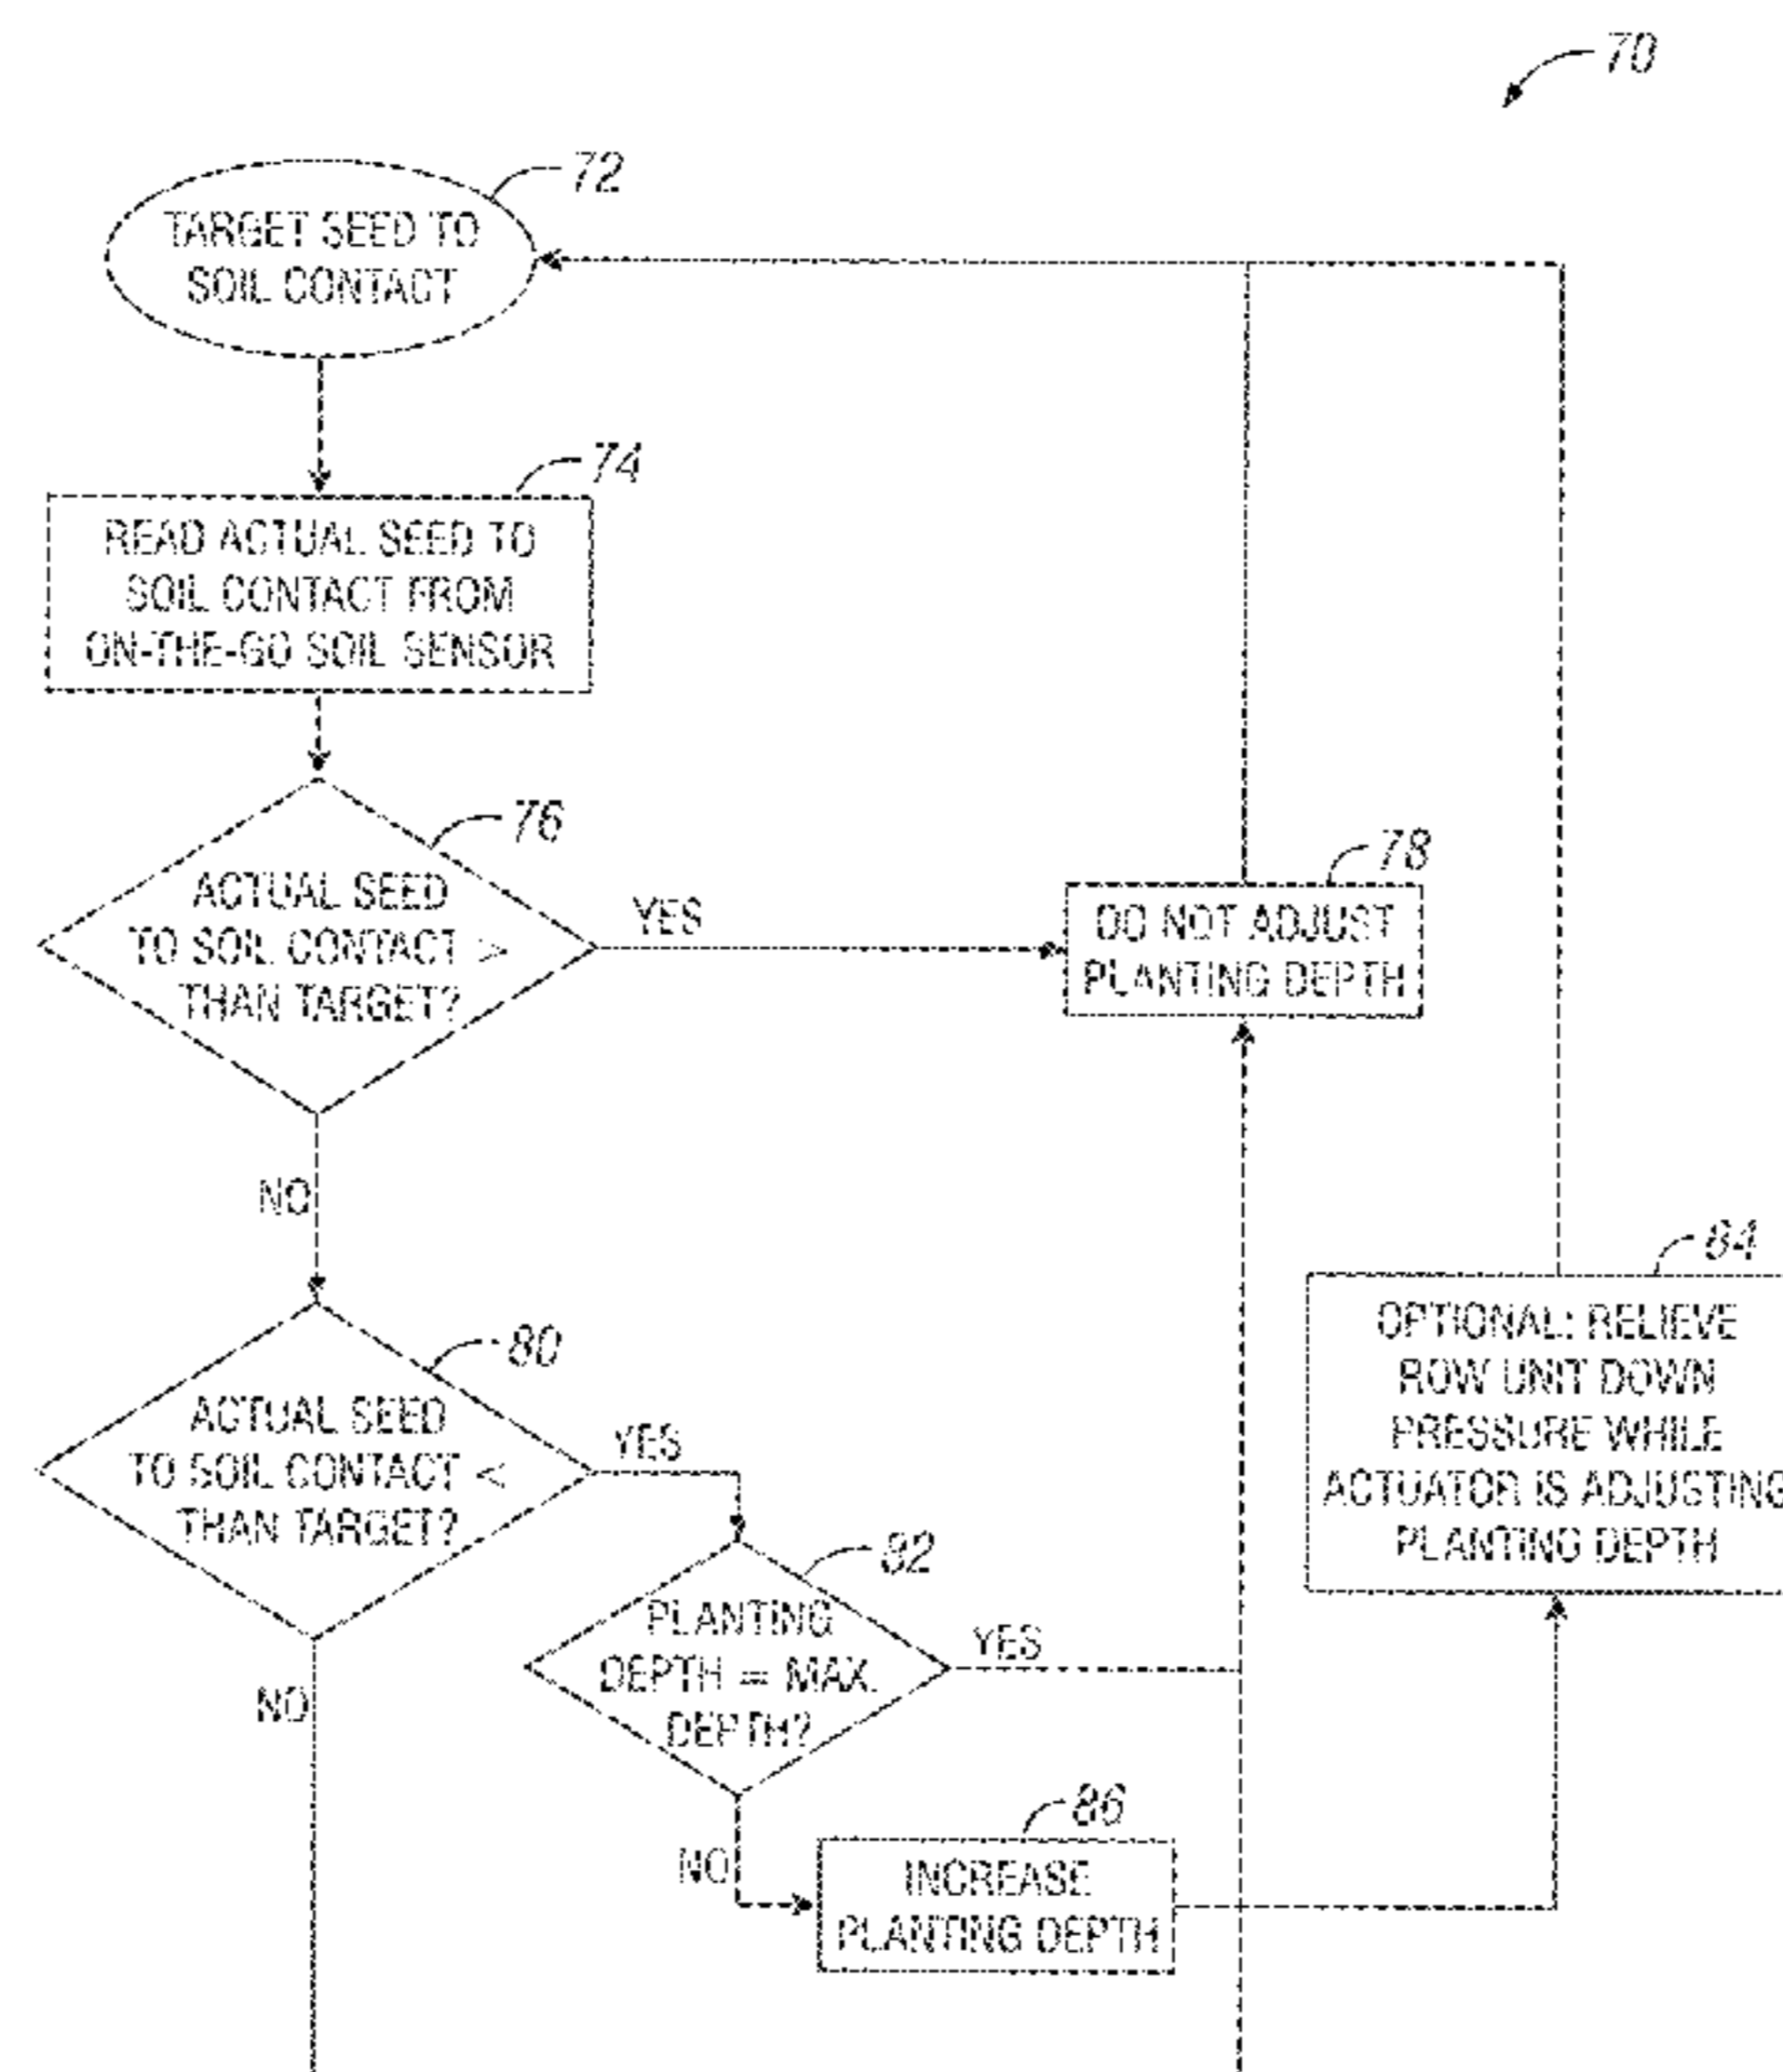 70
72
TARGET SEED TO
SOIL CONTACT
74
READ ACTUAL SEED TO
SOIL CONTACT FROM
ON-THE-GO SOIL SENSOR
76
ACTUAL SEED
TO SOIL CONTACT >
THAN TARGET?
YES
78
DO NOT ADJUST
PLANTING DEPTH
NO
84
OPTIONAL: RELIEVE
ROW UNIT DOWN
PRESSURE WHILE
ACTUATOR IS ADJUSTING
PLANTING DEPTH
80
ACTUAL SEED
TO SOIL CONTACT <
THAN TARGET?
YES
82
PLANTING
DEPTH = MAX.
DEPTH?
YES
NO
86
NO
INCREASE
PLANTING DEPTH